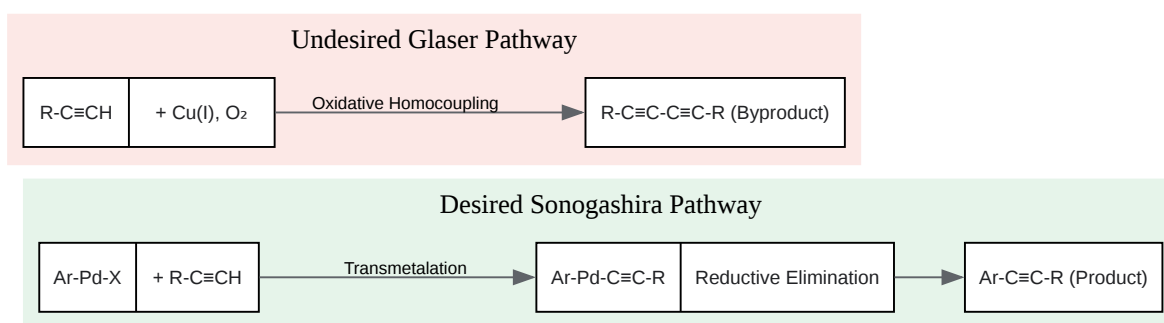 Undesired Glaser Pathway
R-C≡CH
+ Cu(I), O₂
Oxidative Homocoupling
R-C≡C-C≡C-R (Byproduct)
Desired Sonogashira Pathway
Ar-Pd-X
+ R-C≡CH
Transmetalation
Ar-Pd-C≡C-R
Reductive Elimination
Ar-C≡C-R (Product)